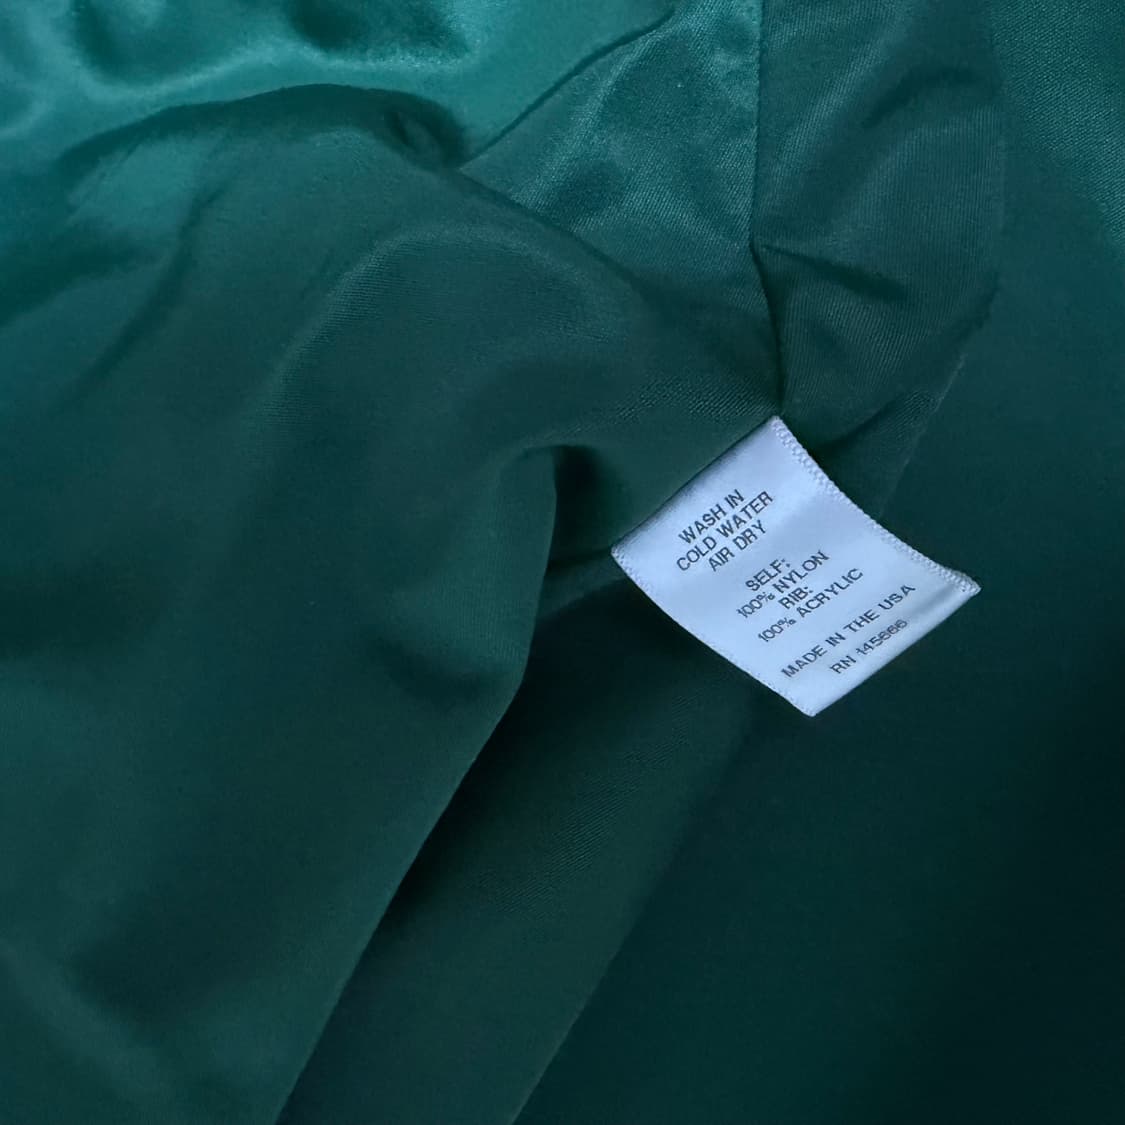 WASH IN
COLD WATER
AIR DRY
SELF:
100% NYLON
RIB:
100% ACRYLIC
MADE IN THE USA
RN 145666